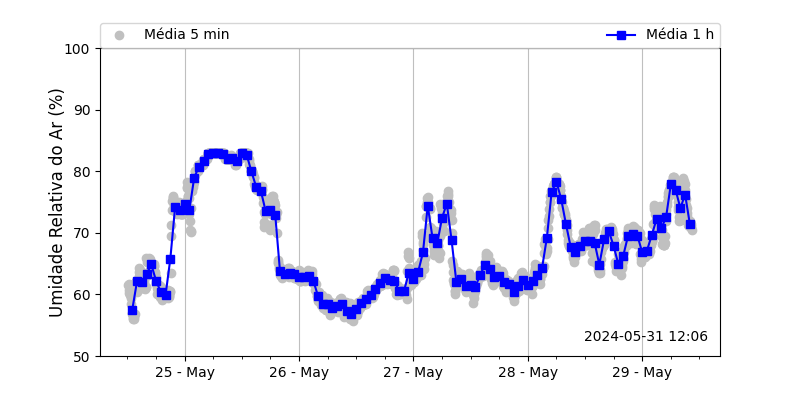 Média 5 min
Média 1 h
Umidade Relativa do Ar (%)
100
90
80
70
60
50
2024-05-31 12:06
25 - May
26 - May
27 - May
28 - May
29 - May